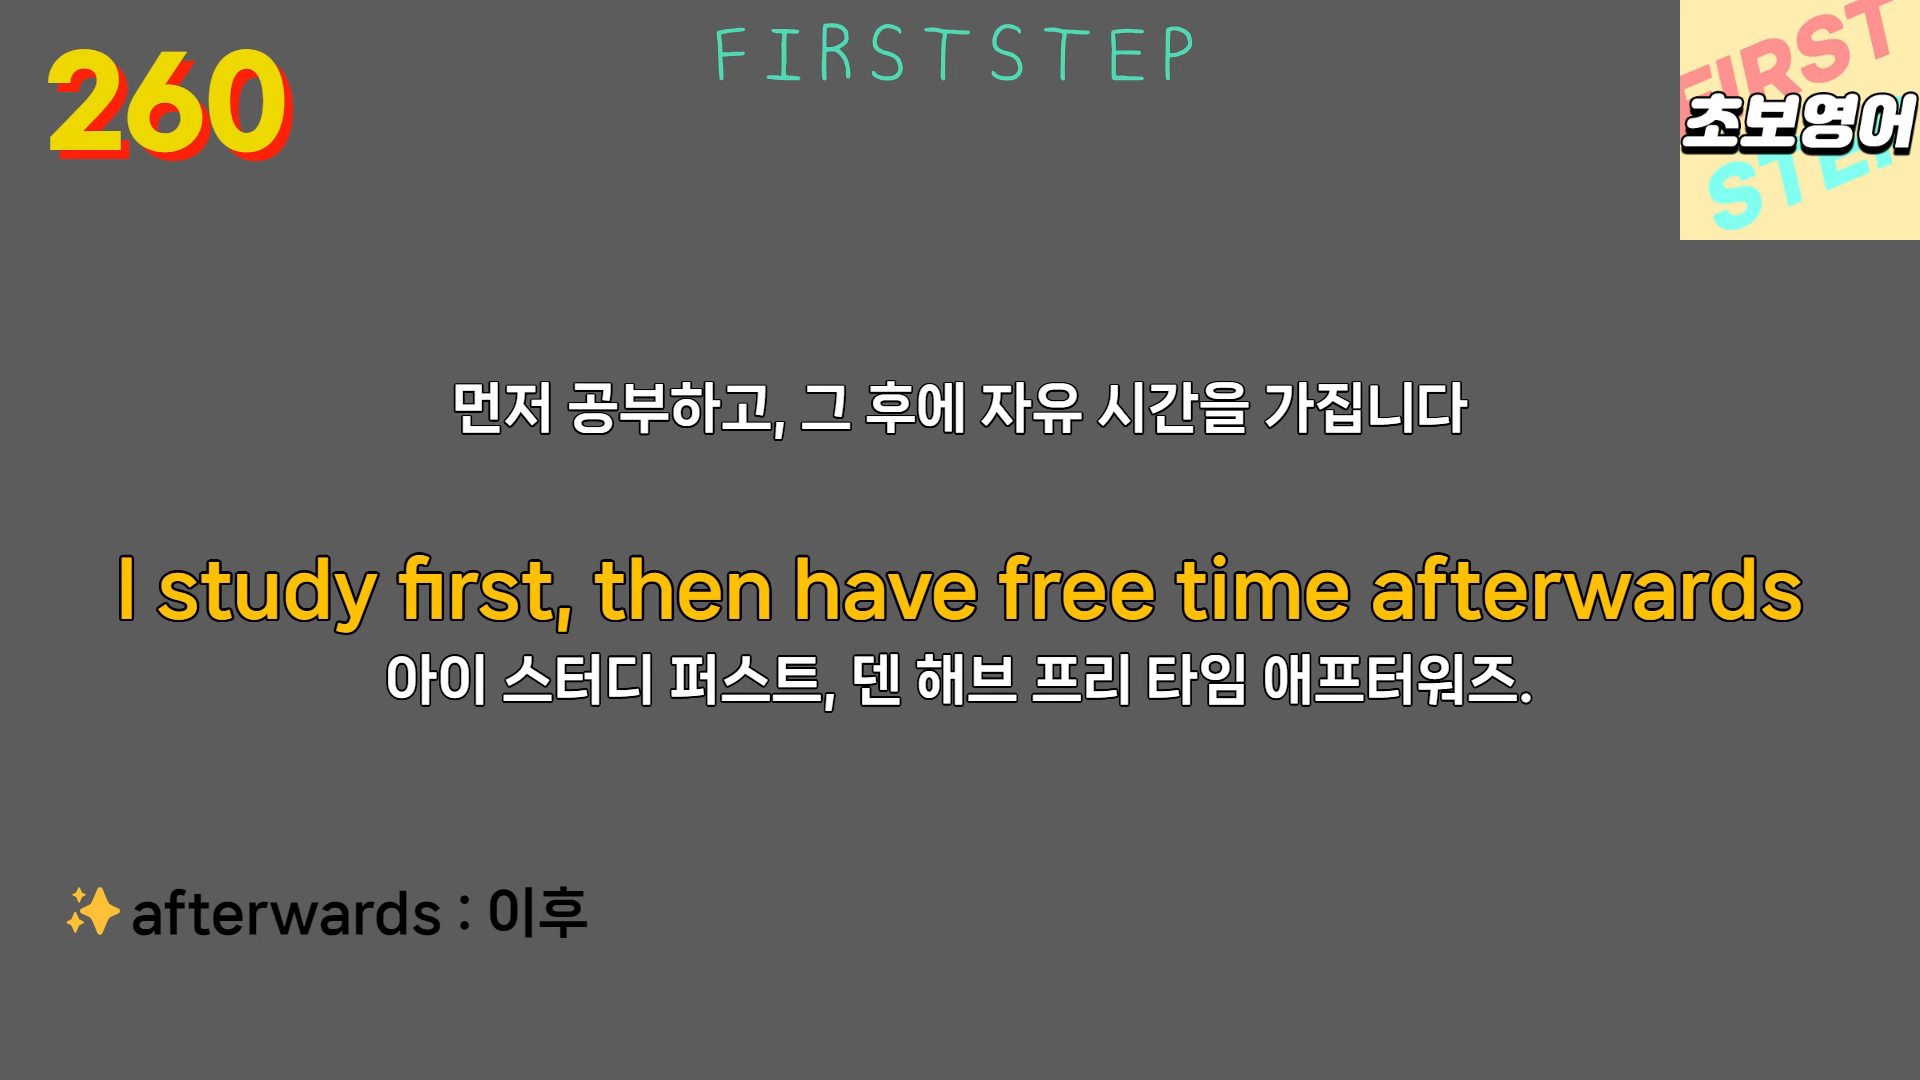 260
FIRSTSTEP
FIRST
초보영어
STEP
먼저 공부하고, 그 후에 자유 시간을 가집니다
I study first, then have free time afterwards
아이 스터디 퍼스트, 덴 해브 프리 타임 애프터워즈.
✨ afterwards : 이후